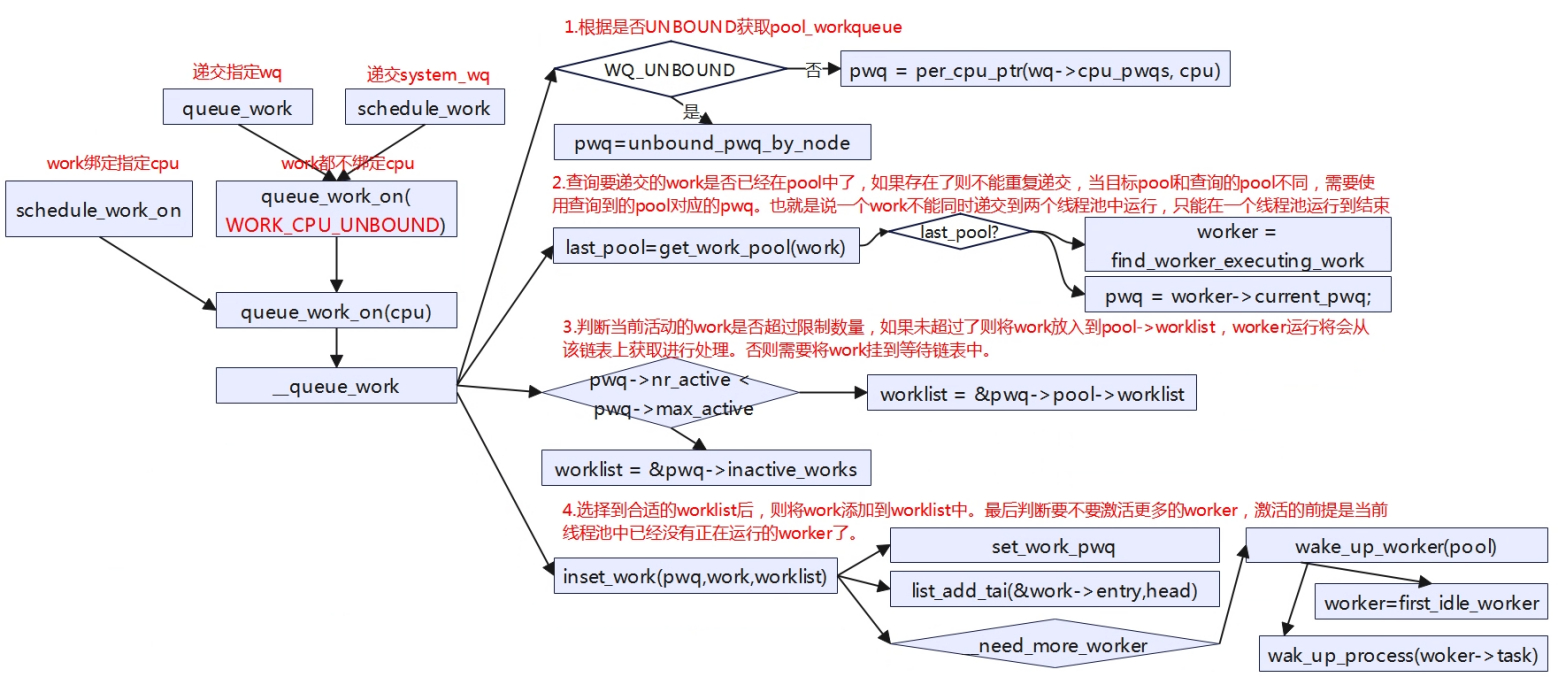 递交指定wq
queue_work
递交system_wq
schedule_work
work绑定指定cpu
schedule_work_on
work都不绑定cpu
queue_work_on(
WORK_CPU_UNBOUND)
queue_work_on(cpu)
__queue_work
1.根据是否UNBOUND获取pool_workqueue
WQ_UNBOUND
否
pwq = per_cpu_ptr(wq->cpu_pwqs, cpu)
是
pwq=unbound_pwq_by_node
2.查询要递交的work是否已经在pool中了，如果存在了则不能重复递交，当目标pool和查询的pool不同，需要使
用查询到的pool对应的pwq。也就是说一个work不能同时递交到两个线程池中运行，只能在一个线程池运行到结束
last_pool=get_work_pool(work)
last_pool?
worker =
find_worker_executing_work
pwq = worker->current_pwq;
3.判断当前活动的work是否超过限制数量，如果未超过了则将work放入到pool->worklist，worker运行将会从
该链表上获取进行处理。否则需要将work挂到等待链表中。
pwq->nr_active <
pwq->max_active
worklist = &pwq->pool->worklist
worklist = &pwq->inactive_works
4.选择到合适的worklist后，则将work添加到worklist中。最后判断要不要激活更多的worker，激活的前提是当前
线程池中已经没有正在运行的worker了。
inset_work(pwq,work,worklist)
set_work_pwq
list_add_tai(&work->entry,head)
__need_more_worker
wake_up_worker(pool)
worker=first_idle_worker
wak_up_process(woker->task)